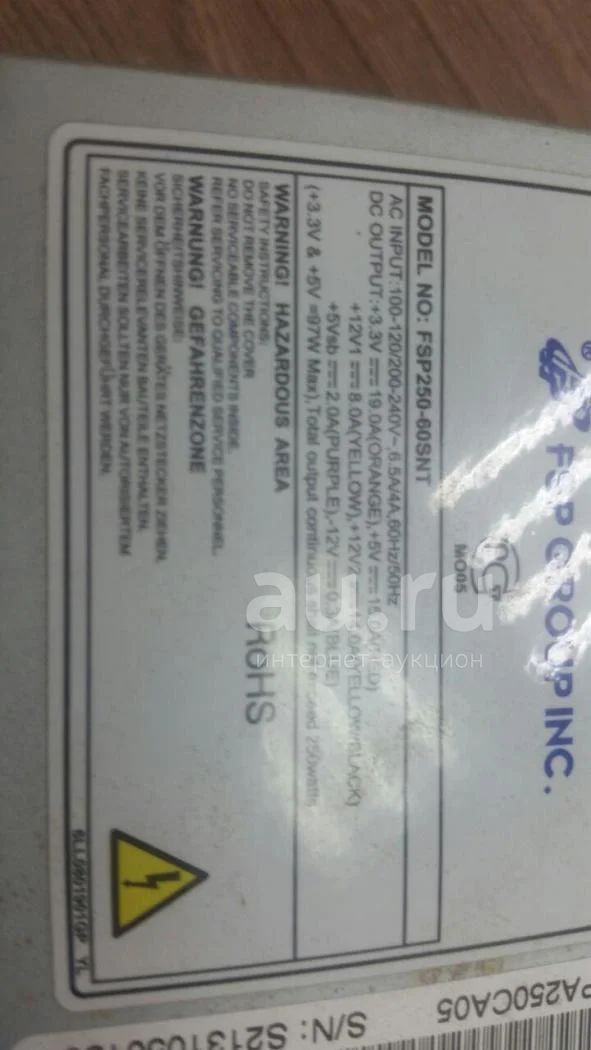 FSP GROUP INC.
®
MO05
MODEL NO: FSP250-60SNT
AC INPUT:100-120/200-240V~,6.5A/4A,60Hz/50Hz
DC OUTPUT:+3.3V ⎓ 19.0A(ORANGE),+5V ⎓
+12V1 ⎓ 8.0A(YELLOW),+12V2 ⎓ (YELLOW/BLACK)
+5Vsb ⎓ 2.0A(PURPLE),-12V ⎓
(+3.3V & +5V =97W Max),Total output continuous 250watts
WARNING! HAZARDOUS AREA
SAFETY INSTRUCTIONS:
DO NOT REMOVE THE COVER
NO SERVICEABLE COMPONENTS INSIDE.
REFER SERVICING TO QUALIFIED SERVICE PERSONNEL.
WARNUNG! GEFAHRENZONE
SICHERHEITSHINWEISE:
VOR DEM ÖFFNEN DES GERÄTES NETZSTECKER ZIEHEN.
KEINE SERVICERELEVANTEN BAUTEILE ENTHALTEN.
SERVICEARBEITEN SOLLTEN NUR VON AUTORISIERTEM
FACHPERSONAL DURCHGEFÜHRT WERDEN.
RoHS
YL
PA250CA05
S/N:
au.ru
интернет-аукцион